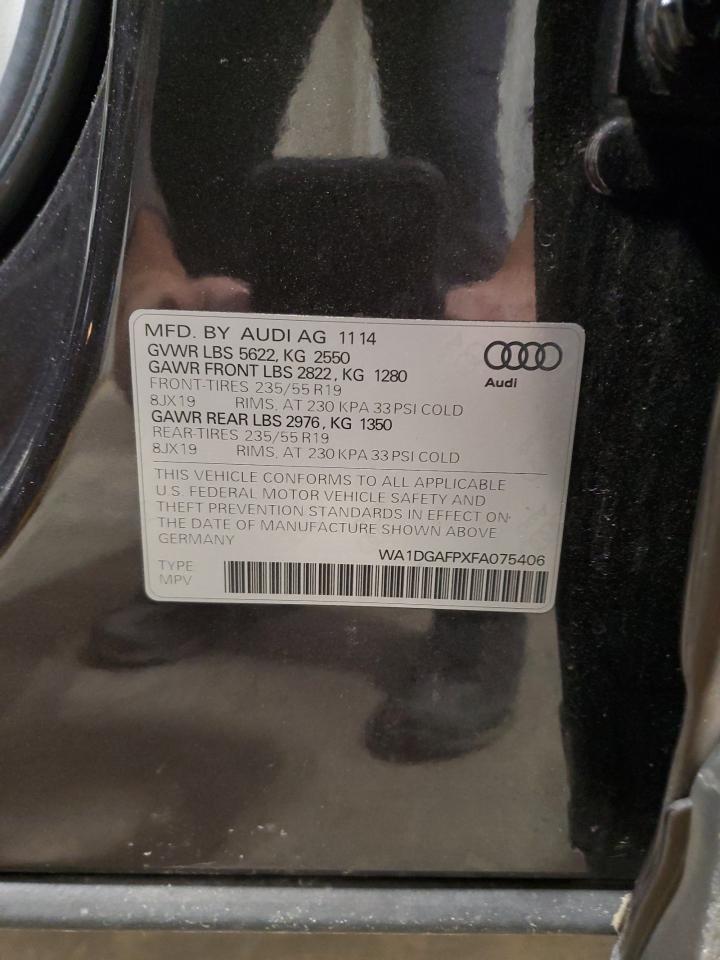 MFD. BY AUDI AG 11 14
GVWR LBS 5622, KG 2550
GAWR FRONT LBS 2822, KG 1280
FRONT-TIRES 235/55 R19
8JX19 RIMS, AT 230 KPA 33 PSI COLD
GAWR REAR LBS 2976, KG 1350
REAR-TIRES 235/55 R19
8JX19 RIMS, AT 230 KPA 33 PSI COLD
Audi
THIS VEHICLE CONFORMS TO ALL APPLICABLE
U.S. FEDERAL MOTOR VEHICLE SAFETY AND
THEFT PREVENTION STANDARDS IN EFFECT ON
THE DATE OF MANUFACTURE SHOWN ABOVE
GERMANY
WA1DGAFPXFA075406
TYPE
MPV